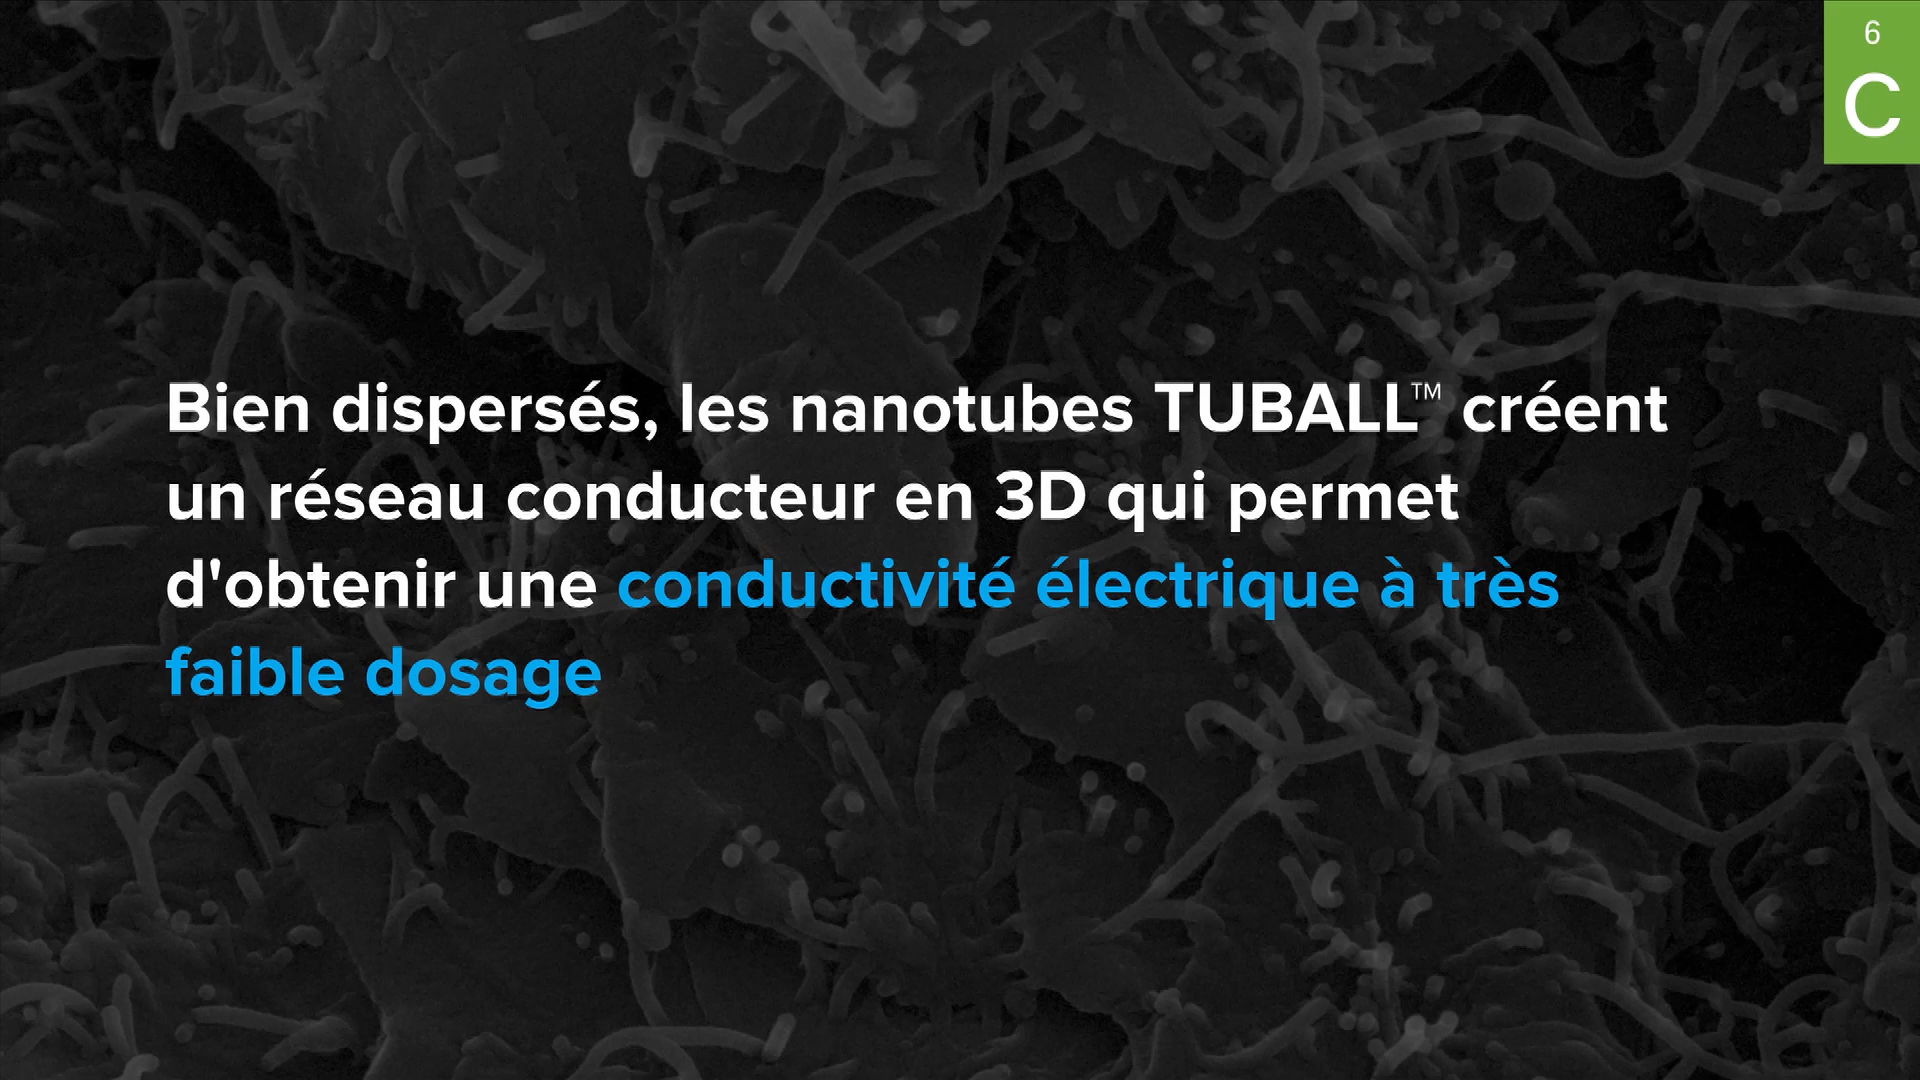 6
C
Bien dispersés, les nanotubes TUBALL™ créent
un réseau conducteur en 3D qui permet
d'obtenir une conductivité électrique à très
faible dosage